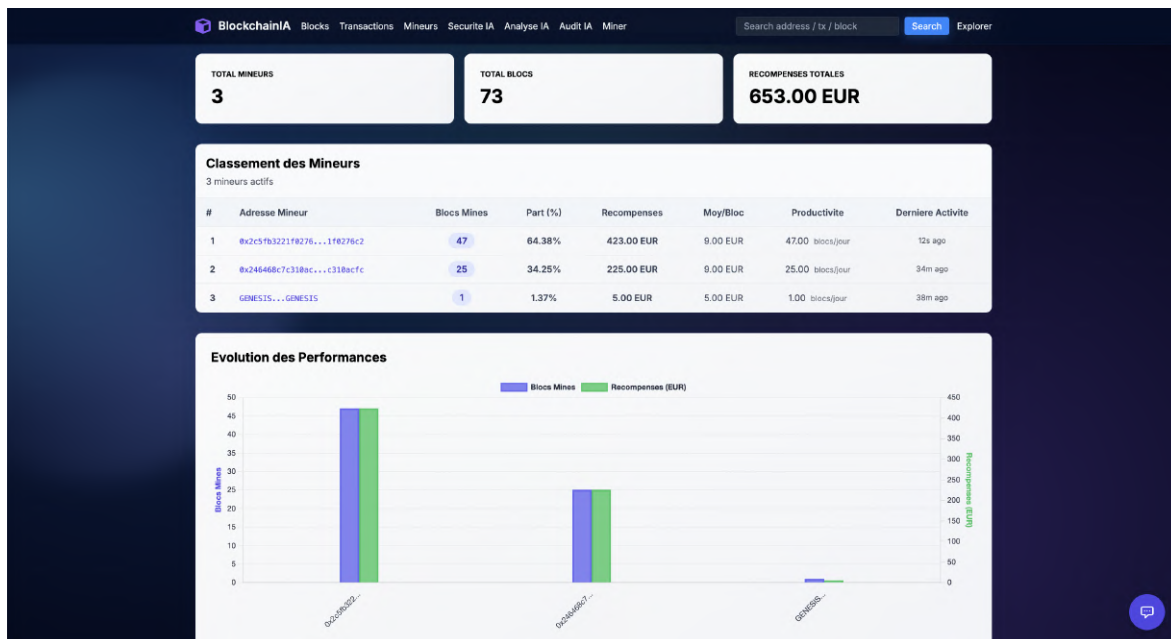 BlockchainIA Blocks Transactions Mineurs Securite IA Analyse IA Audit IA Miner Search address / tx / block Search Explorer
TOTAL MINEURS
3
TOTAL BLOCS
73
RECOMPENSES TOTALES
653.00 EUR
Classement des Mineurs
3 mineurs actifs
# Adresse Mineur Blocs Mines Part (%) Recompenses Moy/Bloc Productivite Derniere Activite
1 0x2c5fb3221f0276...1f0276c2 47 64.38% 423.00 EUR 9.00 EUR 47.00 blocs/jour 12s ago
2 0x246468c7c310ac...c310acfc 25 34.25% 225.00 EUR 9.00 EUR 25.00 blocs/jour 34m ago
3 GENESIS...GENESIS 1 1.37% 5.00 EUR 5.00 EUR 1.00 blocs/jour 38m ago
Evolution des Performances
Blocs Mines Recompenses (EUR)
50
45
40
35
30
25
20
15
10
5
0
Blocs Mines
450
400
350
300
250
200
150
100
50
0
Recompenses (EUR)
0x2c5fb322...
0x246468c7...
GENESIS...